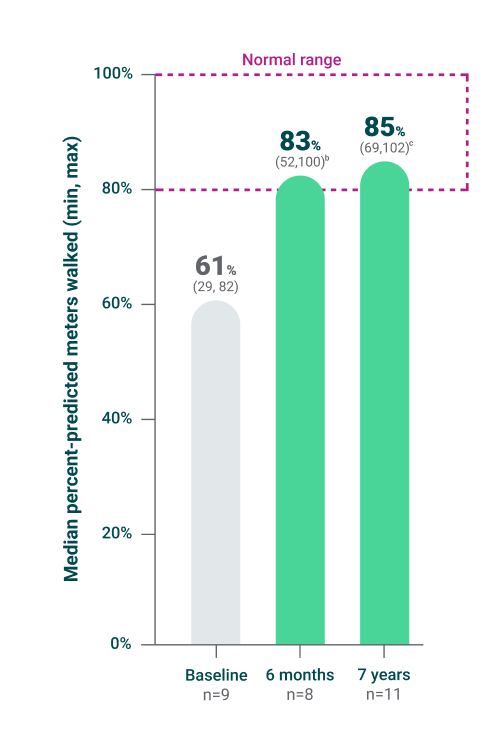 Normal range
100%
80%
60%
40%
20%
0%
Median percent-predicted meters walked (min, max)
61%
(29, 82)
83%
(52,100)b
85%
(69,102)c
Baseline
n=9
6 months
n=8
7 years
n=11